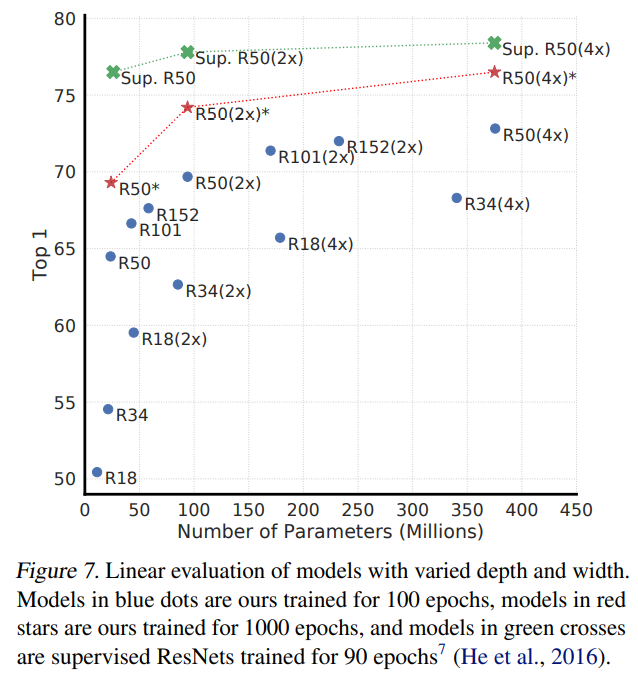 80
75
70
65
60
55
50
Top 1
Sup. R50
Sup. R50(2x)
Sup. R50(4x)
R50(4x)*
R50(2x)*
R50*
R50(4x)
R152(2x)
R101(2x)
R50(2x)
R34(4x)
R152
R101
R18(4x)
R50
R34(2x)
R18(2x)
R34
R18
0 50 100 150 200 250 300 350 400 450
Number of Parameters (Millions)
Figure 7. Linear evaluation of models with varied depth and width.
Models in blue dots are ours trained for 100 epochs, models in red
stars are ours trained for 1000 epochs, and models in green crosses
are supervised ResNets trained for 90 epochs7 (He et al., 2016).